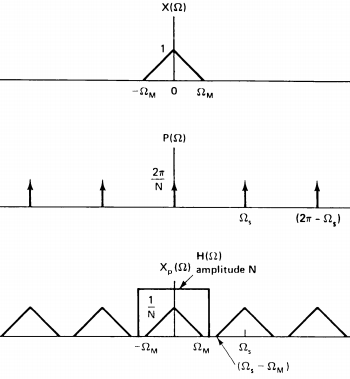 X(Ω)
1
-Ω_M 0 Ω_M
P(Ω)
2π
N
Ω_s (2π - Ω_s)
H(Ω)
X_p(Ω) amplitude N
1
N
-Ω_M Ω_M Ω_s
(Ω_s - Ω_M)